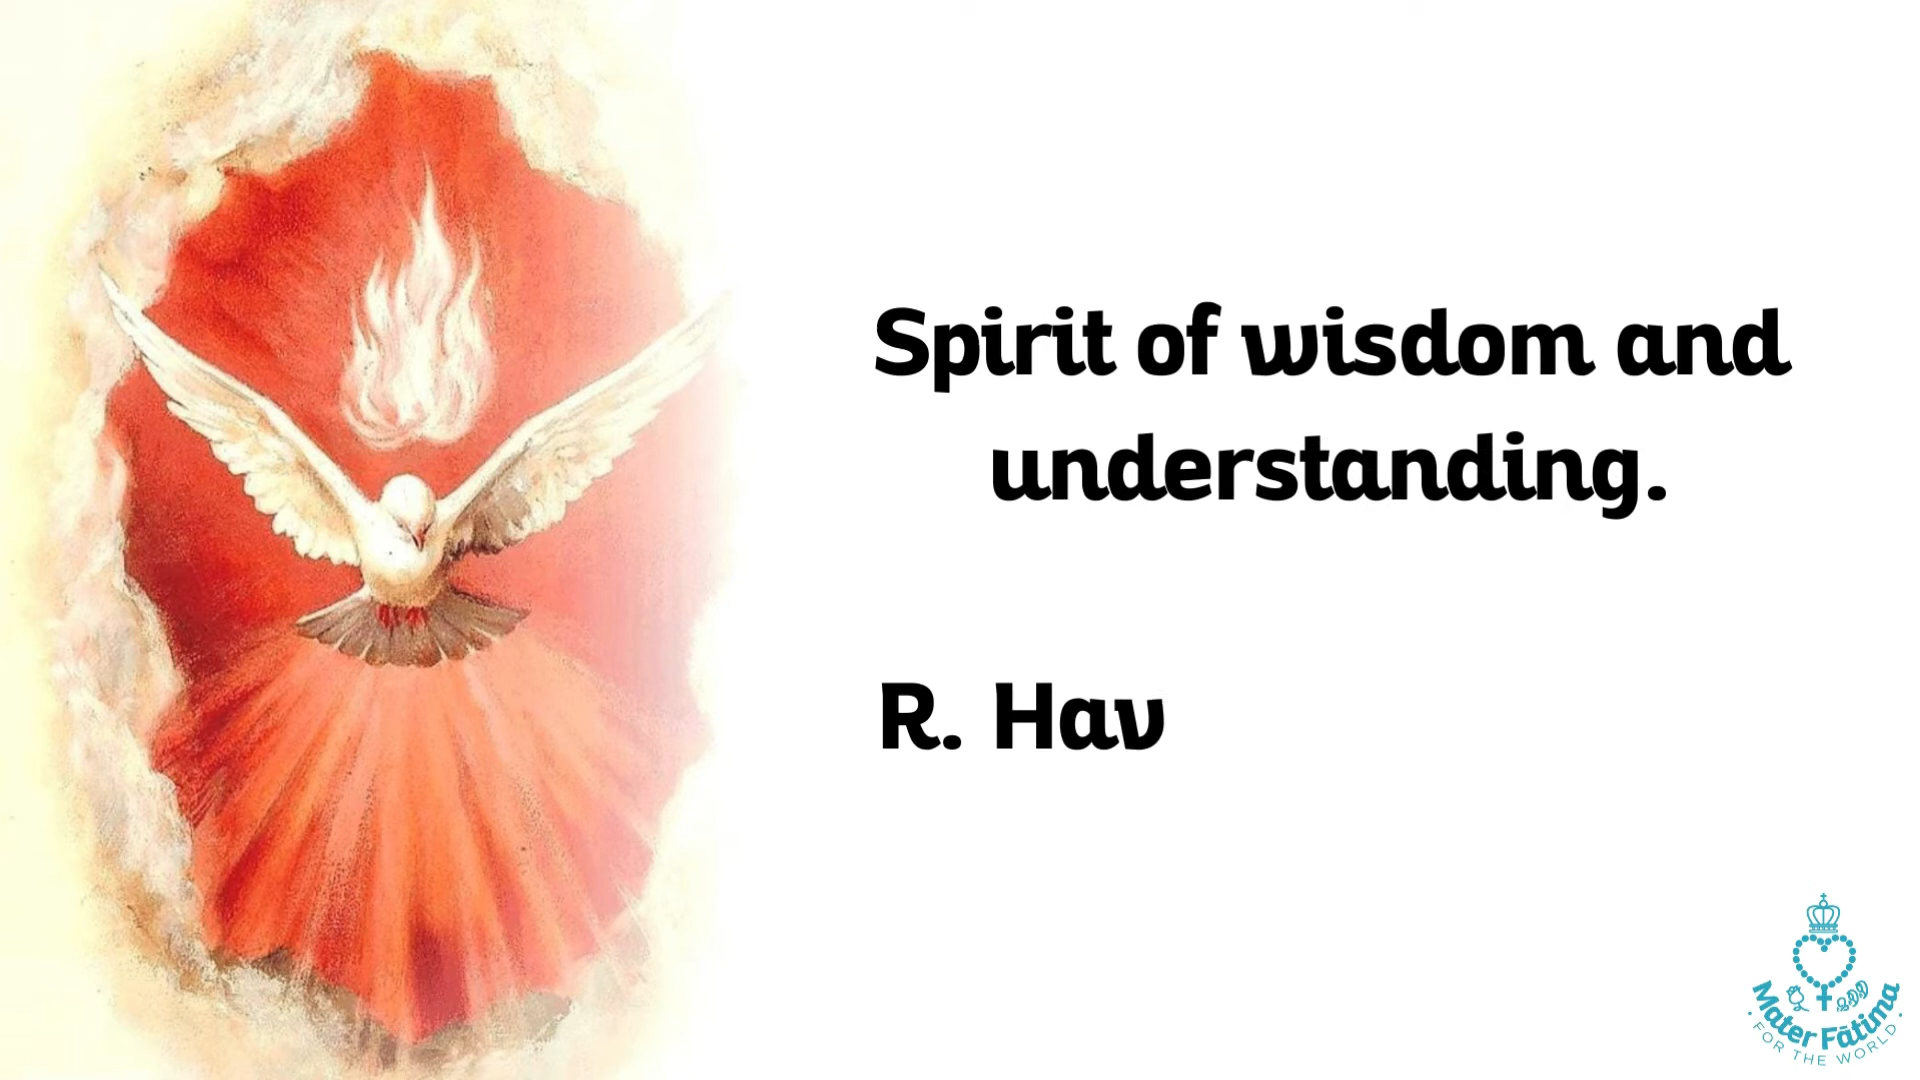 Spirit of wisdom and
understanding.
R. Hav
Mater Fátima
• FOR THE WORLD •